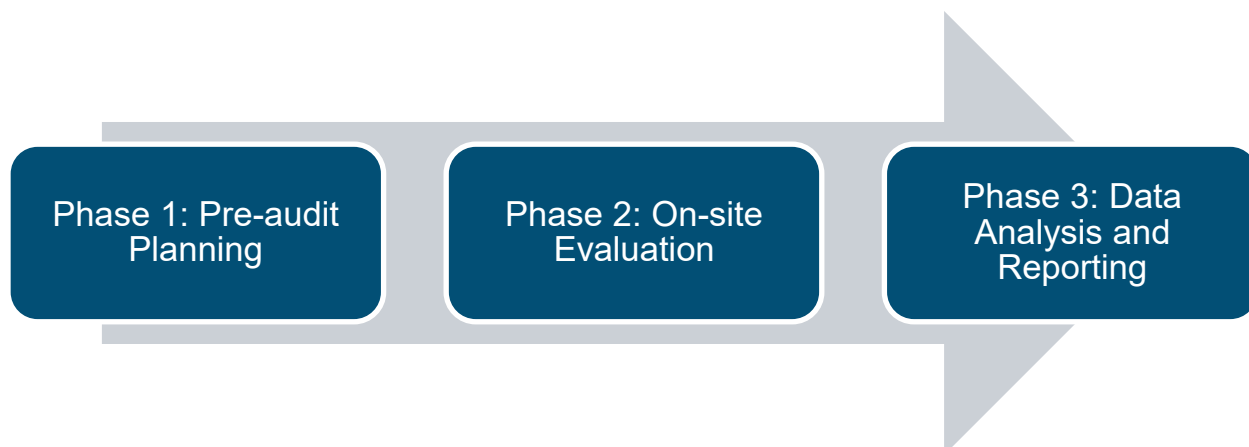 Phase 1: Pre-audit
Planning
Phase 2: On-site
Evaluation
Phase 3: Data
Analysis and
Reporting